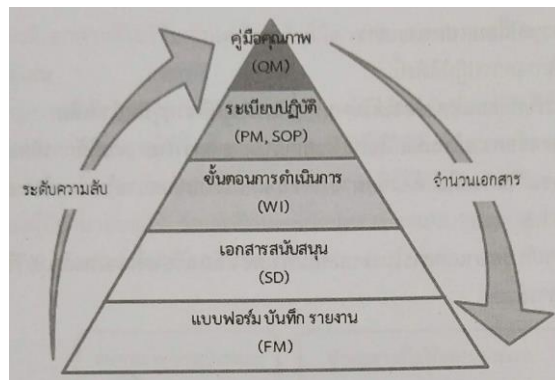 คู่มือคุณภาพ
(QM)
ระเบียบปฏิบัติ
(PM, SOP)
ขั้นตอนการดำเนินการ
(WI)
ระดับความลับ
จำนวนเอกสาร
เอกสารสนับสนุน
(SD)
แบบฟอร์ม บันทึก รายงาน
(FM)